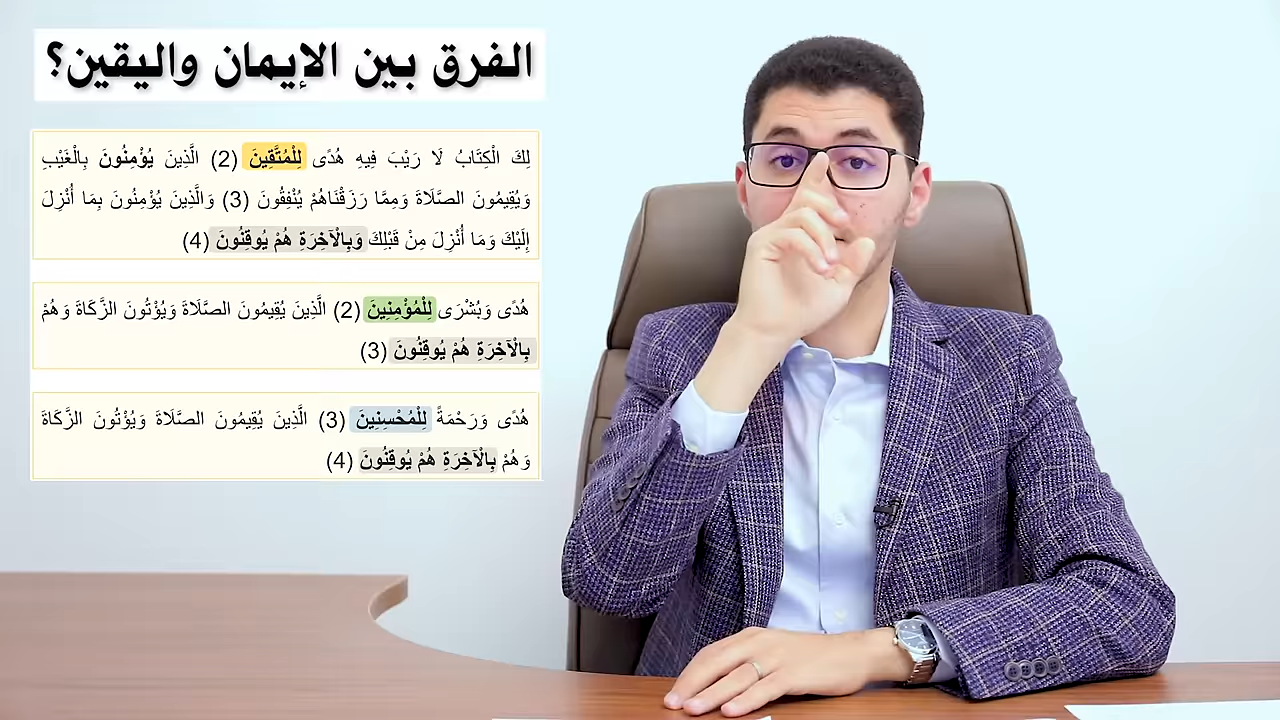 الفرق بين الإيمان واليقين؟
لِكَ الْكِتَابُ لَا رَيْبَ فِيهِ هُدًى لِلْمُتَّقِينَ (2) الَّذِينَ يُؤْمِنُونَ بِالْغَيْبِ
وَيُقِيمُونَ الصَّلَاةَ وَمِمَّا رَزَقْنَاهُمْ يُنْفِقُونَ (3) وَالَّذِينَ يُؤْمِنُونَ بِمَا أُنْزِلَ
إِلَيْكَ وَمَا أُنْزِلَ مِنْ قَبْلِكَ وَبِالْآخِرَةِ هُمْ يُوقِنُونَ (4)
هُدًى وَبُشْرَى لِلْمُؤْمِنِينَ (2) الَّذِينَ يُقِيمُونَ الصَّلَاةَ وَيُؤْتُونَ الزَّكَاةَ وَهُمْ
بِالْآخِرَةِ هُمْ يُوقِنُونَ (3)
هُدًى وَرَحْمَةً لِلْمُحْسِنِينَ (3) الَّذِينَ يُقِيمُونَ الصَّلَاةَ وَيُؤْتُونَ الزَّكَاةَ
وَهُمْ بِالْآخِرَةِ هُمْ يُوقِنُونَ (4)